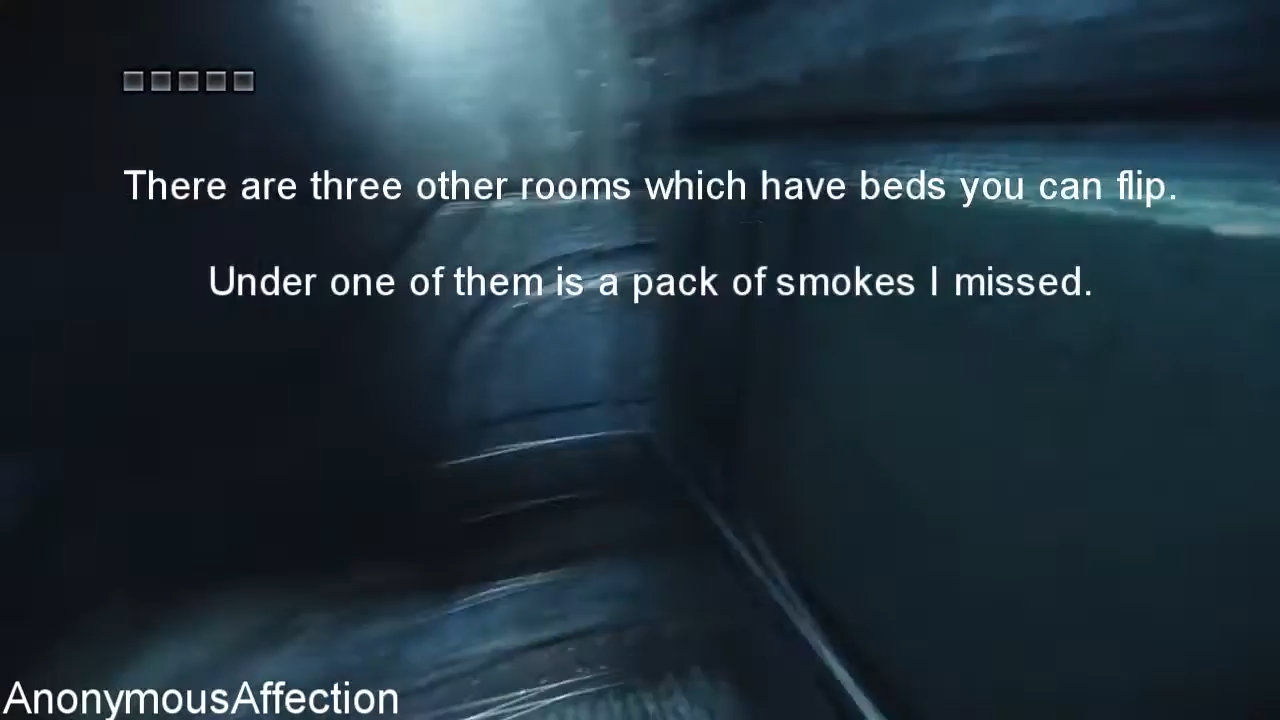 There are three other rooms which have beds you can flip.
Under one of them is a pack of smokes I missed.
AnonymousAffection